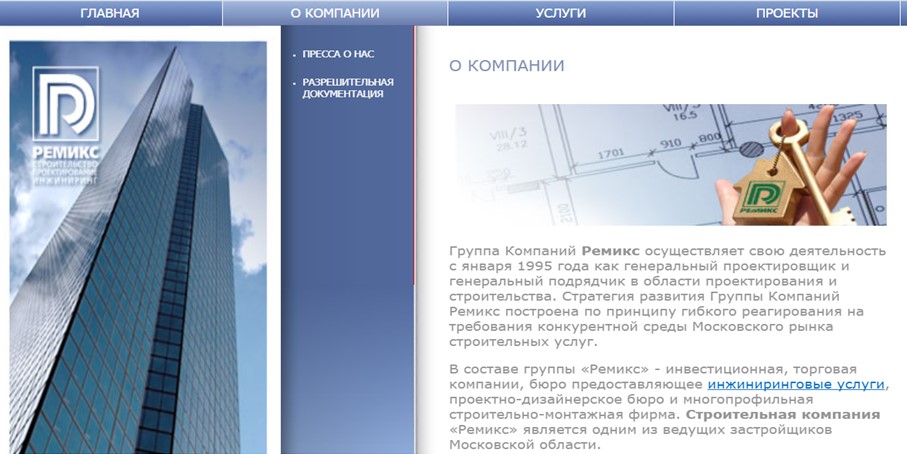 ГЛАВНАЯ
О КОМПАНИИ
УСЛУГИ
ПРОЕКТЫ
РЕМИКС
СТРОИТЕЛЬСТВО
ПРОЕКТИРОВАНИЕ
ИНЖИНИРИНГ
ПРЕССА О НАС
РАЗРЕШИТЕЛЬНАЯ
ДОКУМЕНТАЦИЯ
О КОМПАНИИ
VIII/3
28.12
VIII/2
16.5
1701
910
800
1325
2100
РЕМИКС
Группа Компаний Ремикс осуществляет свою деятельность
с января 1995 года как генеральный проектировщик и
генеральный подрядчик в области проектирования и
строительства. Стратегия развития Группы Компаний
Ремикс построена по принципу гибкого реагирования на
требования конкурентной среды Московского рынка
строительных услуг.
В составе группы «Ремикс» - инвестиционная, торговая
компании, бюро предоставляющее инжиниринговые услуги,
проектно-дизайнерское бюро и многопрофильная
строительно-монтажная фирма. Строительная компания
«Ремикс» является одним из ведущих застройщиков
Московской области.